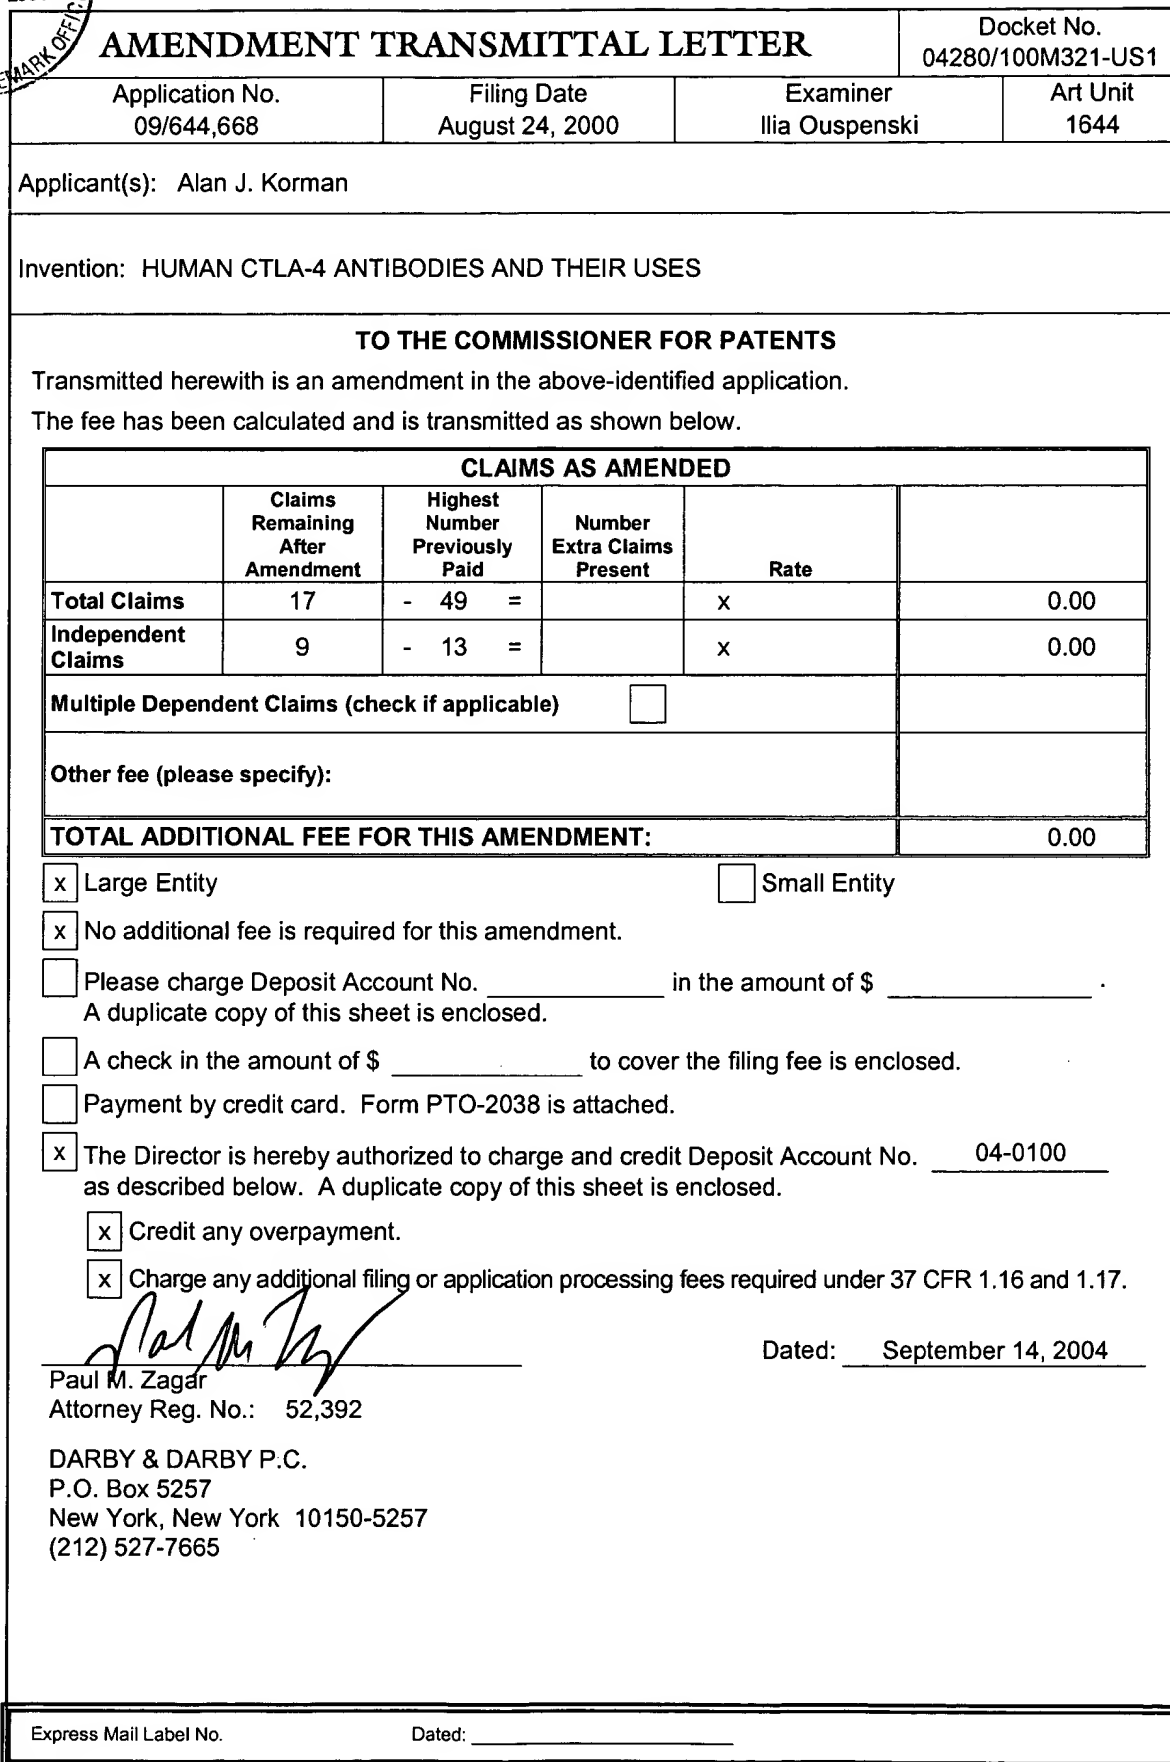 EMARK OFFIC
AMENDMENT TRANSMITTAL LETTER
Docket No.
04280/100M321-US1
Application No.
09/644,668
Filing Date
August 24, 2000
Examiner
Ilia Ouspenski
Art Unit
1644
Applicant(s): Alan J. Korman
Invention: HUMAN CTLA-4 ANTIBODIES AND THEIR USES
TO THE COMMISSIONER FOR PATENTS
Transmitted herewith is an amendment in the above-identified application.
The fee has been calculated and is transmitted as shown below.
CLAIMS AS AMENDED
Claims
Remaining
After
Amendment
Highest
Number
Previously
Paid
Number
Extra Claims
Present
Rate
Total Claims 17 - 49 = x 0.00
Independent
Claims 9 - 13 = x 0.00
Multiple Dependent Claims (check if applicable)
Other fee (please specify):
TOTAL ADDITIONAL FEE FOR THIS AMENDMENT: 0.00
x Large Entity Small Entity
x No additional fee is required for this amendment.
Please charge Deposit Account No. ____ in the amount of $ ____ .
A duplicate copy of this sheet is enclosed.
A check in the amount of $ ____ to cover the filing fee is enclosed.
Payment by credit card. Form PTO-2038 is attached.
x The Director is hereby authorized to charge and credit Deposit Account No. 04-0100
as described below. A duplicate copy of this sheet is enclosed.
x Credit any overpayment.
x Charge any additional filing or application processing fees required under 37 CFR 1.16 and 1.17.
Dated: September 14, 2004
Paul M. Zagar
Attorney Reg. No.: 52,392
DARBY & DARBY P.C.
P.O. Box 5257
New York, New York 10150-5257
(212) 527-7665
Express Mail Label No. Dated: ____